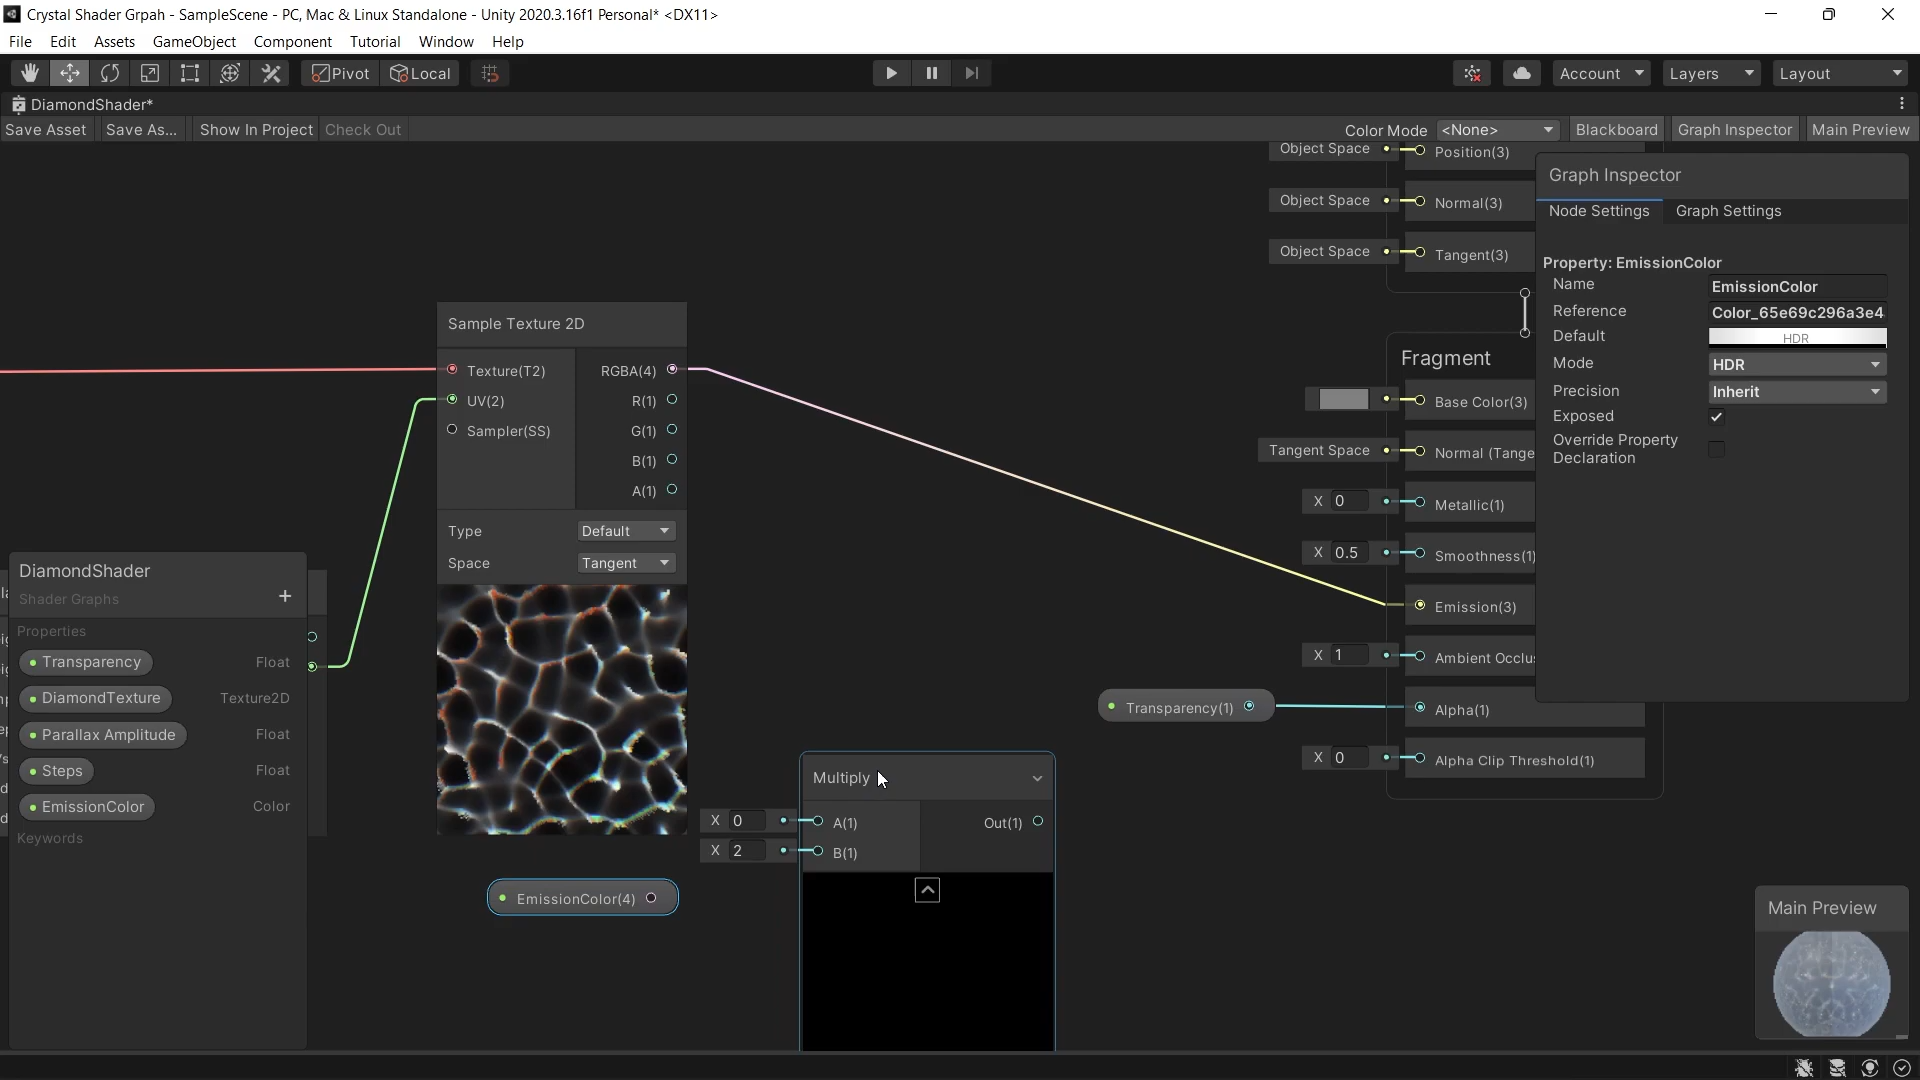 Crystal Shader Grpah - SampleScene - PC, Mac & Linux Standalone - Unity 2020.3.16f1 Personal* <DX11>
File Edit Assets GameObject Component Tutorial Window Help
Pivot Local Account Layers Layout
DiamondShader*
Save Asset Save As... Show In Project Check Out Color Mode <None> Blackboard Graph Inspector Main Preview
Object Space Position(3)
Object Space Normal(3)
Object Space Tangent(3)
Graph Inspector
Node Settings Graph Settings
Property: EmissionColor
Name EmissionColor
Reference Color_65e69c296a3e4
Default HDR
Mode HDR
Precision Inherit
Exposed
Override Property
Declaration
Sample Texture 2D
Texture(T2) RGBA(4)
UV(2) R(1)
Sampler(SS) G(1)
B(1)
A(1)
Type Default
Space Tangent
Fragment
Base Color(3)
Tangent Space Normal (Tange
X 0 Metallic(1)
X 0.5 Smoothness(1)
Emission(3)
X 1 Ambient Occlu
Transparency(1) Alpha(1)
X 0 Alpha Clip Threshold(1)
DiamondShader
Shader Graphs +
Properties
Transparency Float
DiamondTexture Texture2D
Parallax Amplitude Float
Steps Float
EmissionColor Color
Keywords
Multiply
X 0 A(1) Out(1)
X 2 B(1)
EmissionColor(4)
Main Preview